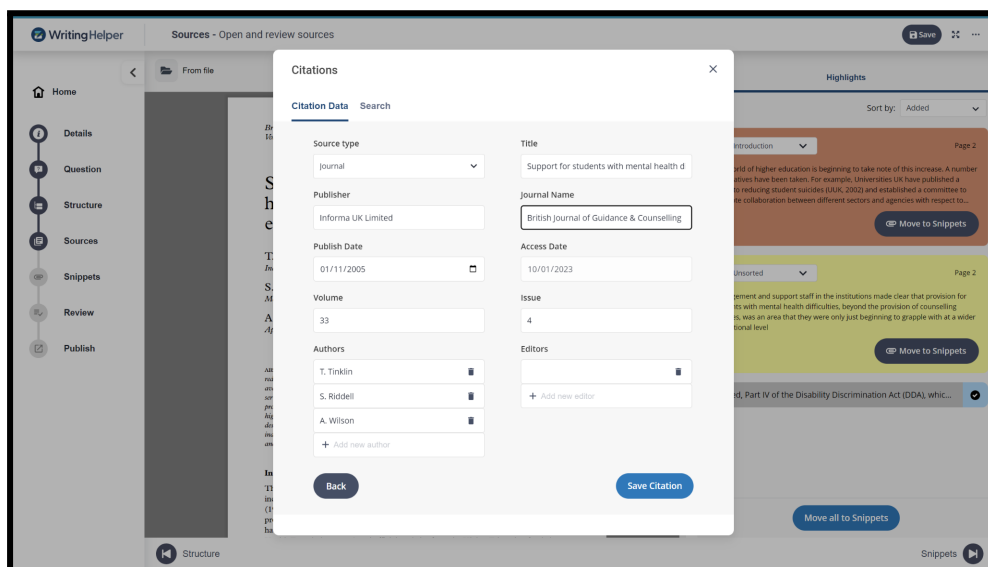 WritingHelper
Sources - Open and review sources
Save
Home
Details
Question
Structure
Sources
Snippets
Review
Publish
From file
Highlights
Sort by: Added
Introduction
Page 2
orld of higher education is beginning to take note of this increase. A number
atives have been taken. For example, Universities UK have published a
to reducing student suicides (UUK, 2002) and established a committee to
te collaboration between different sectors and agencies with respect to...
Move to Snippets
Unsorted
Page 2
gement and support staff in the institutions made clear that provision for
nts with mental health difficulties, beyond the provision of counselling
es, was an area that they were only just beginning to grapple with at a wider
tional level
Move to Snippets
ed, Part IV of the Disability Discrimination Act (DDA), whic...
Move all to Snippets
Citations
Citation Data
Search
Source type
Journal
Title
Support for students with mental health d
Publisher
Informa UK Limited
Journal Name
British Journal of Guidance & Counselling
Publish Date
01/11/2005
Access Date
10/01/2023
Volume
33
Issue
4
Authors
T. Tinklin
S. Riddell
A. Wilson
+ Add new author
Editors
+ Add new editor
Back
Save Citation
Structure
Snippets